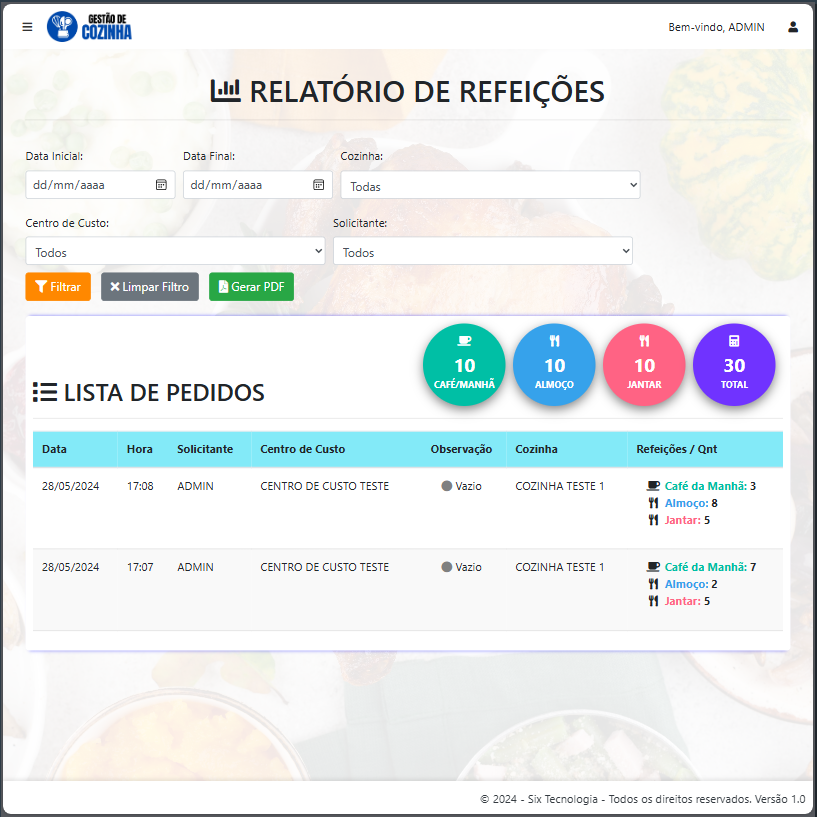 GESTÃO DE
COZINHA
Bem-vindo, ADMIN
RELATÓRIO DE REFEIÇÕES
Data Inicial: Data Final: Cozinha:
dd/mm/aaaa dd/mm/aaaa Todas
Centro de Custo: Solicitante:
Todos Todos
Filtrar Limpar Filtro Gerar PDF
10 10 10 30
CAFÉ/MANHÃ ALMOÇO JANTAR TOTAL
LISTA DE PEDIDOS
Data Hora Solicitante Centro de Custo Observação Cozinha Refeições / Qnt
28/05/2024 17:08 ADMIN CENTRO DE CUSTO TESTE Vazio COZINHA TESTE 1 Café da Manhã: 3
Almoço: 8
Jantar: 5
28/05/2024 17:07 ADMIN CENTRO DE CUSTO TESTE Vazio COZINHA TESTE 1 Café da Manhã: 7
Almoço: 2
Jantar: 5
© 2024 - Six Tecnologia - Todos os direitos reservados. Versão 1.0